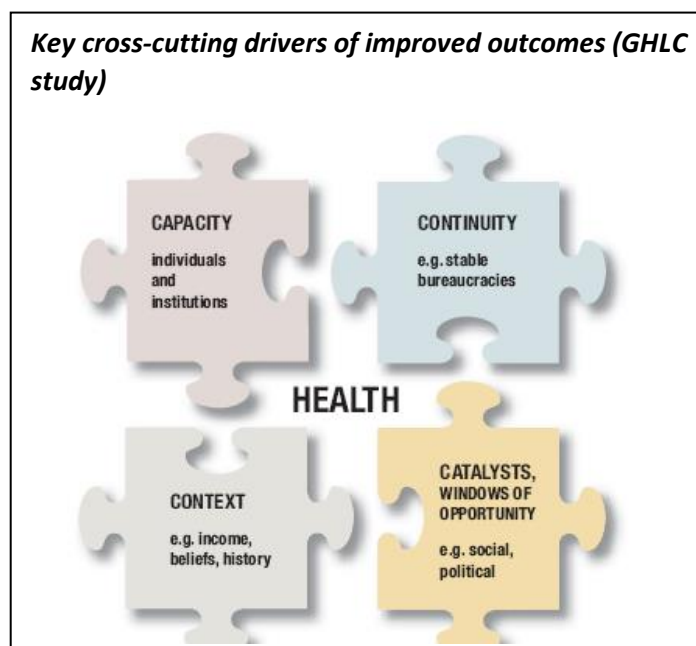 Key cross-cutting drivers of improved outcomes (GHLC
study)
CAPACITY
individuals
and
institutions
CONTINUITY
e.g. stable
bureaucracies
HEALTH
CONTEXT
e.g. income,
beliefs, history
CATALYSTS,
WINDOWS OF
OPPORTUNITY
e.g. social,
political